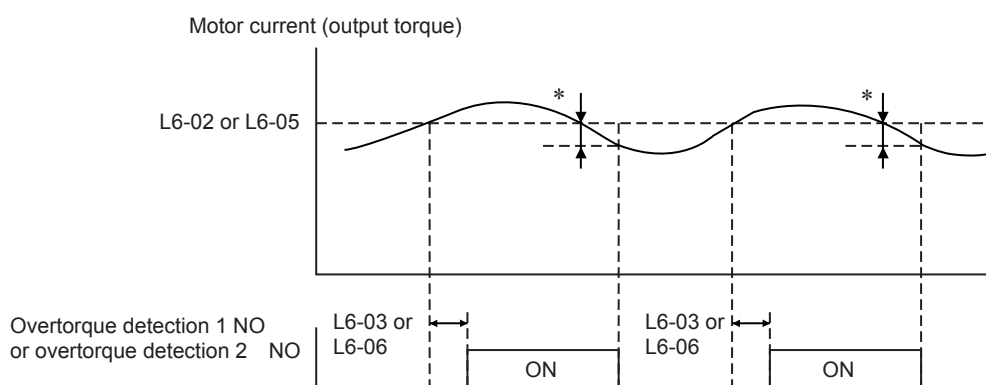 Motor current (output torque)
*
*
L6-02 or L6-05
Overtorque detection 1 NO
or overtorque detection 2 NO
L6-03 or
L6-06
ON
L6-03 or
L6-06
ON